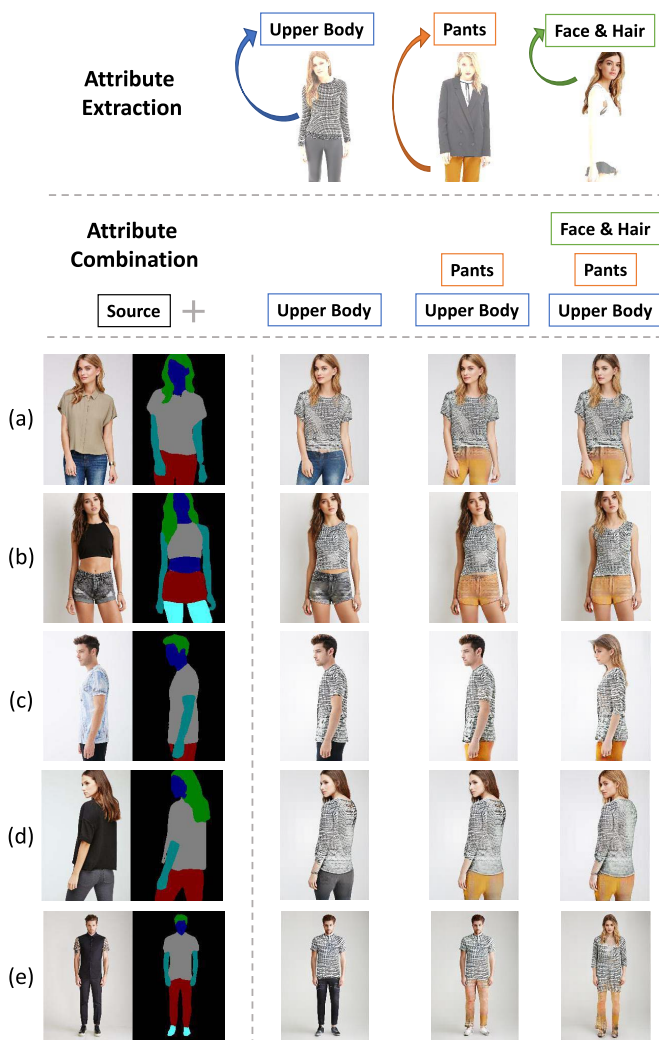 Upper Body
Pants
Face & Hair
Attribute
Extraction
Attribute
Combination
Face & Hair
Pants
Pants
Source +
Upper Body
Upper Body
Upper Body
(a)
(b)
(c)
(d)
(e)